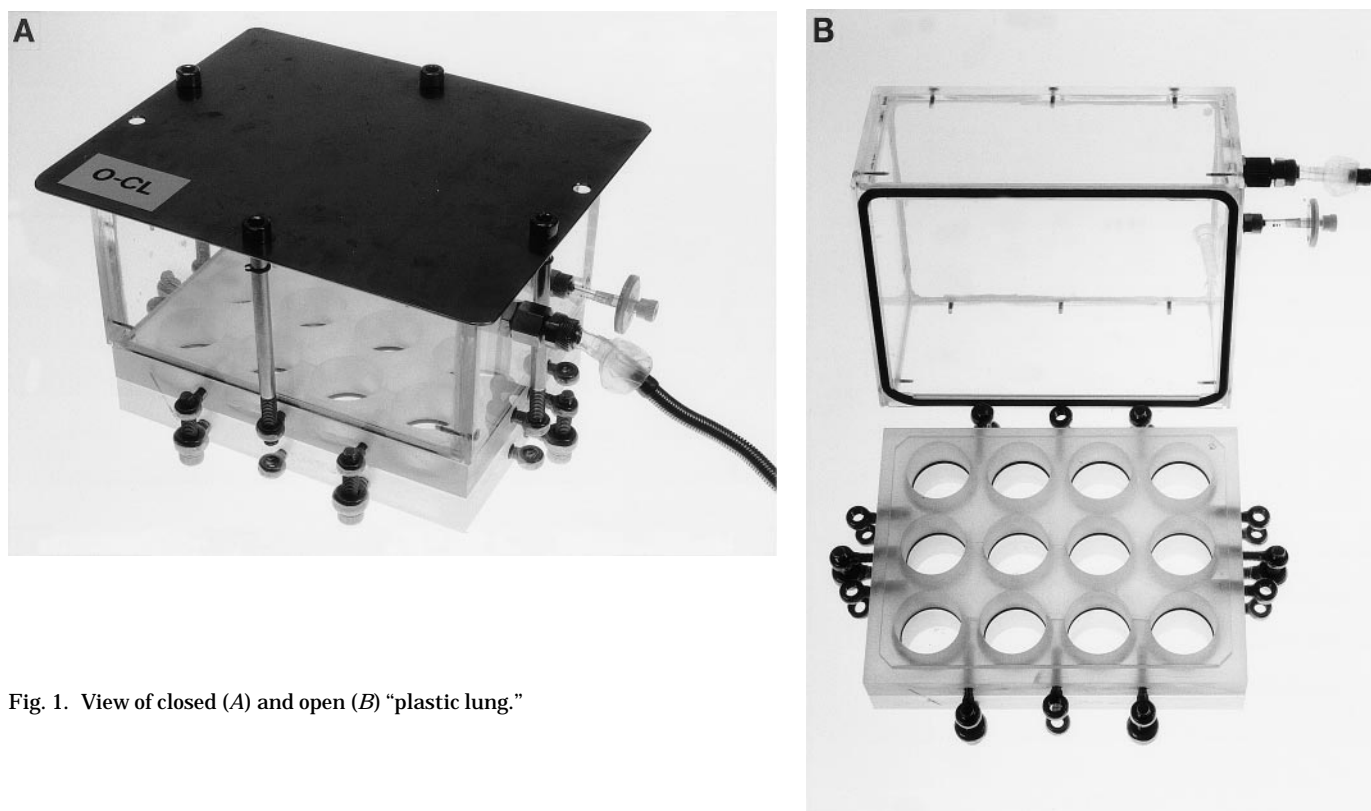 A
B
O-CL
Fig. 1. View of closed (A) and open (B) “plastic lung.”